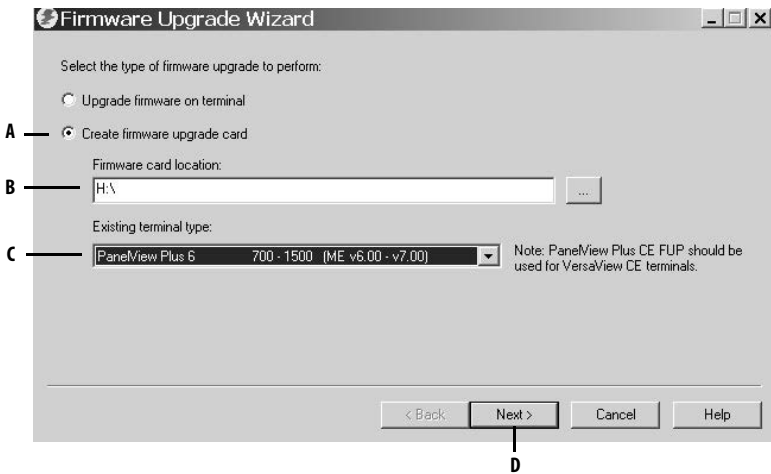 Firmware Upgrade Wizard
Select the type of firmware upgrade to perform:
Upgrade firmware on terminal
A
Create firmware upgrade card
Firmware card location:
B
H:\
...
Existing terminal type:
C
PanelView Plus 6 700 - 1500 (ME v6.00 - v7.00)
Note: PanelView Plus CE FUP should be
used for VersaView CE terminals.
< Back
Next >
Cancel
Help
D